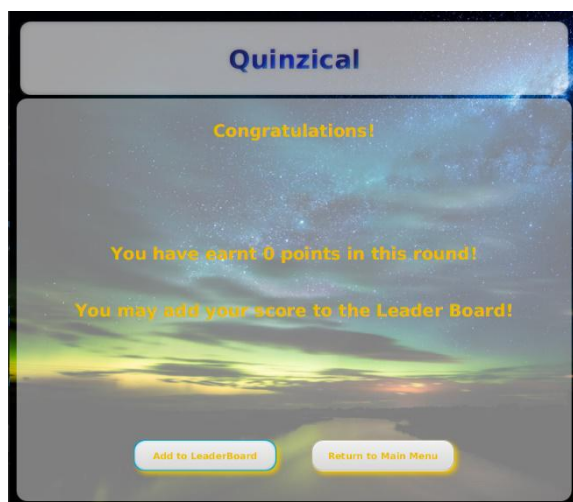 Quinzical
Congratulations!
You have earnt 0 points in this round!
You may add your score to the Leader Board!
Add to LeaderBoard
Return to Main Menu